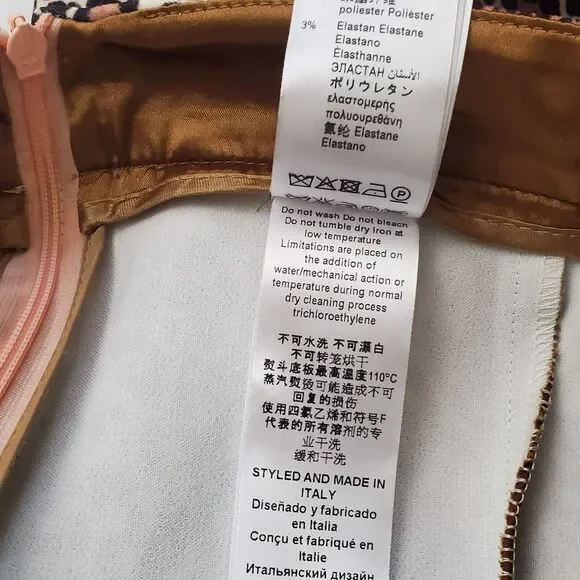 poliester Poliéster
3% Elastan Elastane
Elastano
Élasthanne
ЭЛАСТАН الأستان
ポリウレタン
ελαστομερής
πολυουρεθάνη
氨纶 Elastane
Elastano
Do not wash Do not bleach
Do not tumble dry Iron at
low temperature
Limitations are placed on
the addition of
water/mechanical action or
temperature during normal
dry cleaning process
trichloroethylene
不可水洗 不可漂白
不可转笼烘干
熨斗底板最高温度110°C
蒸汽熨烫可能造成不可
回复的损伤
使用四氯乙烯和符号F
代表的所有溶剂的专
业干洗
缓和干洗
STYLED AND MADE IN
ITALY
Diseñado y fabricado
en Italia
Conçu et fabriqué en
Italie
Итальянский дизайн